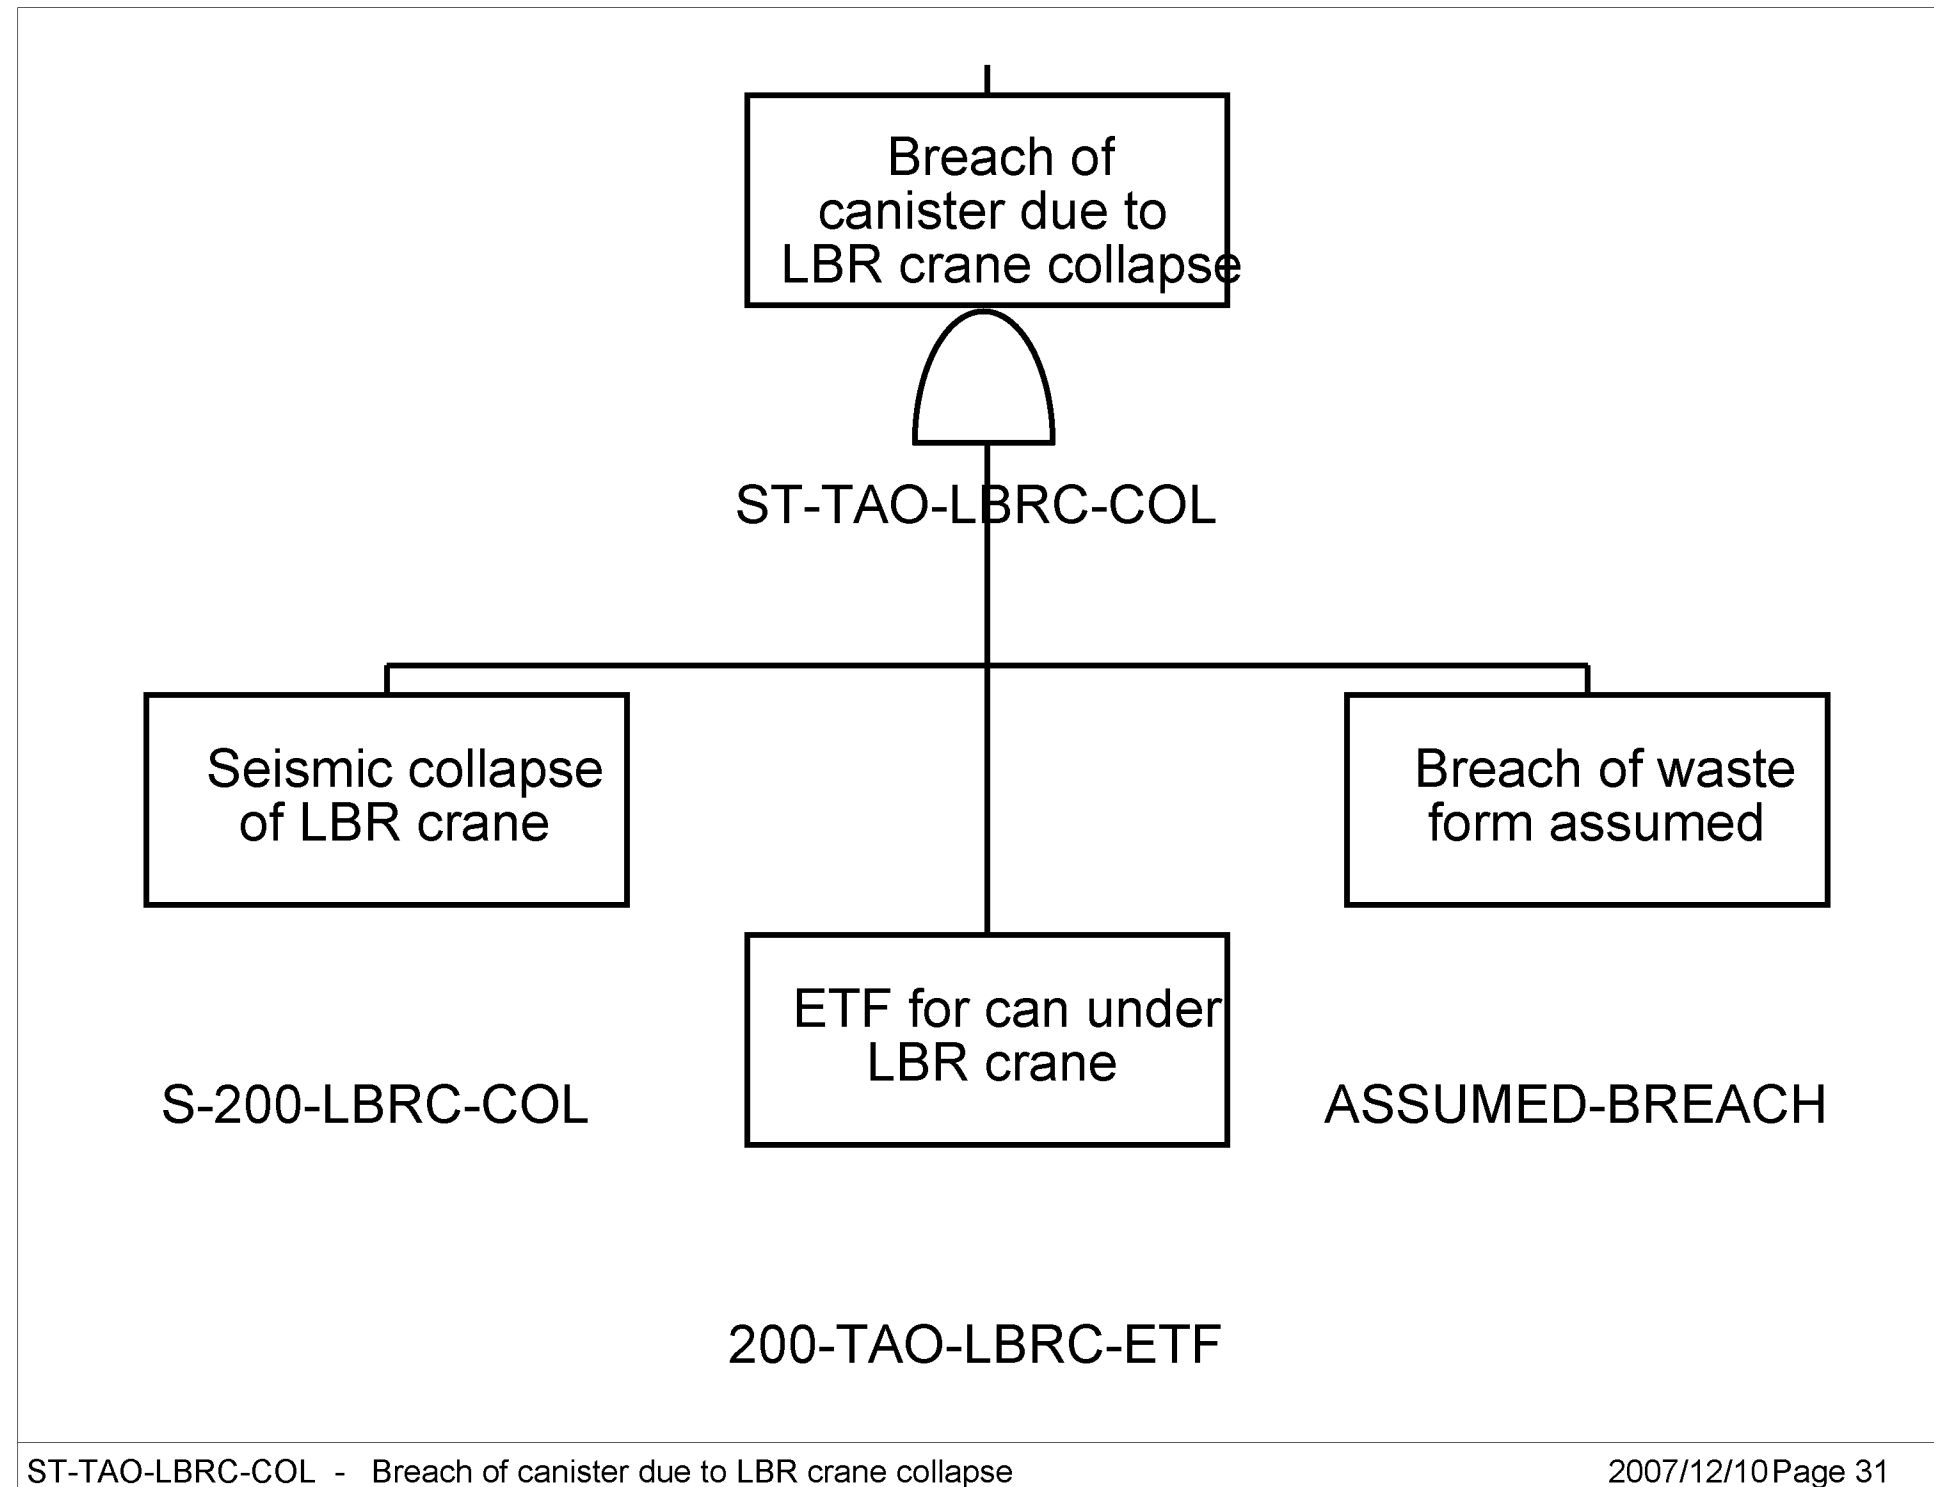 Breach of
canister due to
LBR crane collapse
ST-TAO-LBRC-COL
Seismic collapse
of LBR crane
S-200-LBRC-COL
ETF for can under
LBR crane
200-TAO-LBRC-ETF
Breach of waste
form assumed
ASSUMED-BREACH
ST-TAO-LBRC-COL - Breach of canister due to LBR crane collapse
2007/12/10 Page 31